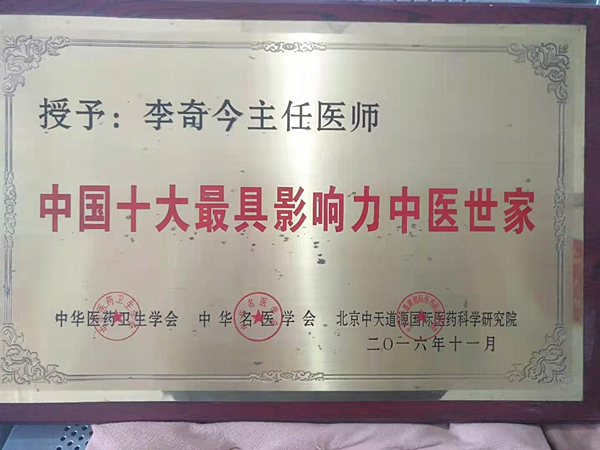 授予：李奇今主任医师
中国十大最具影响力中医世家
中华医药卫生学会 中华名医学会 北京中天道源国际医药科学研究院
二〇一六年十一月